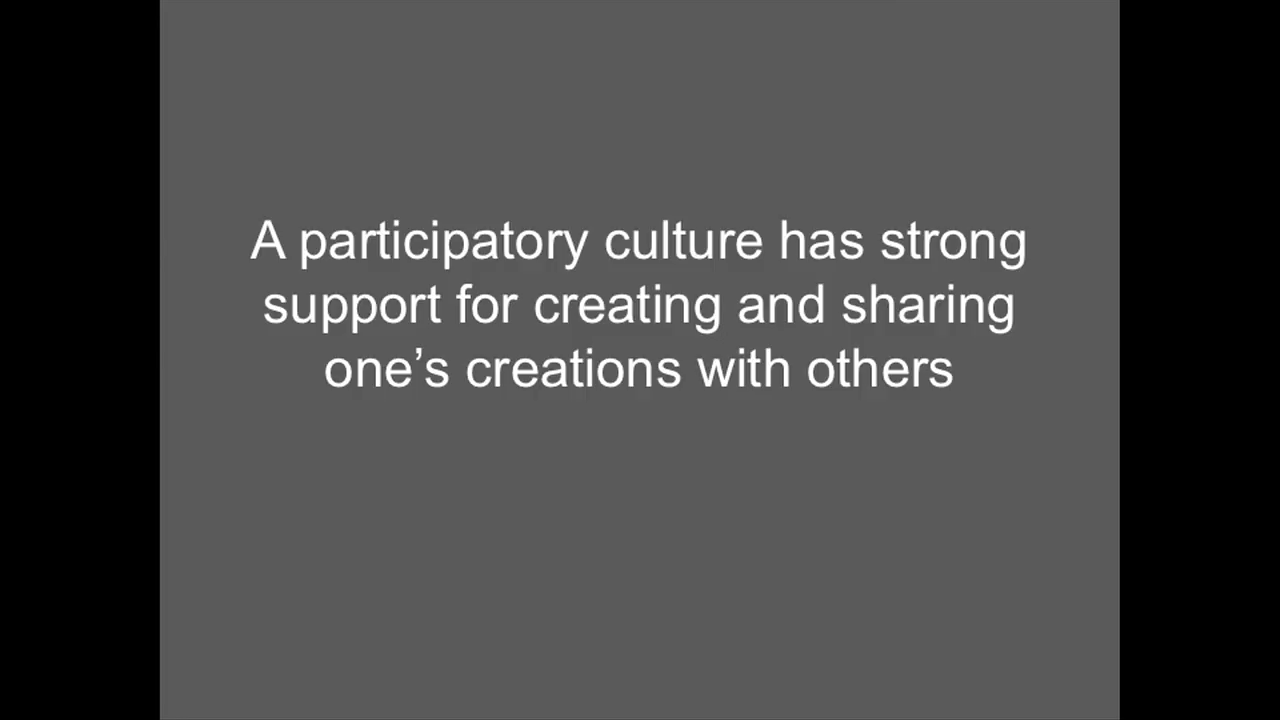 A participatory culture has strong
support for creating and sharing
one’s creations with others